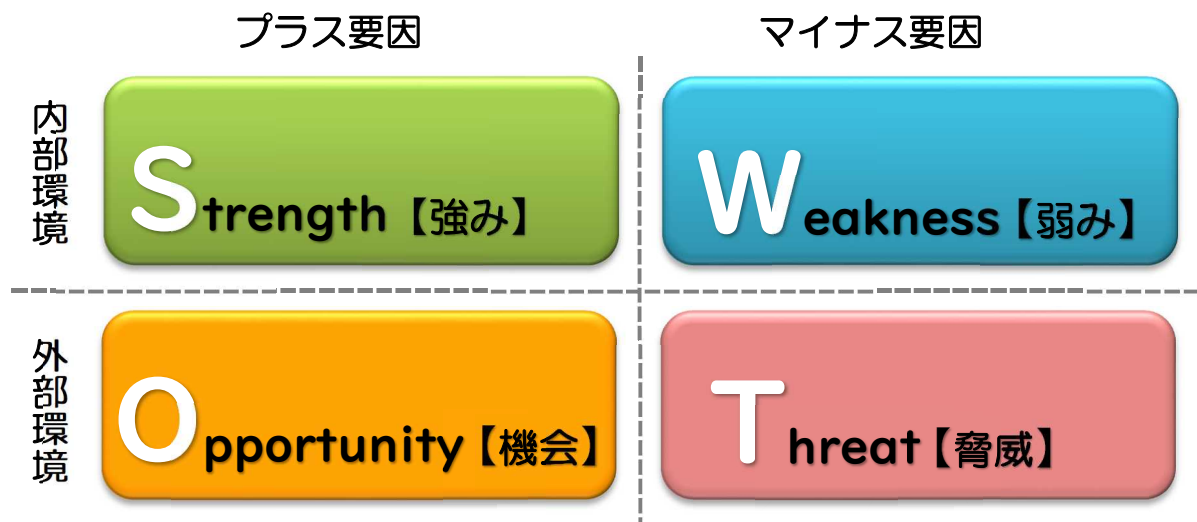 プラス要因
マイナス要因
内部環境
Strength【強み】
Weakness【弱み】
外部環境
Opportunity【機会】
Threat【脅威】